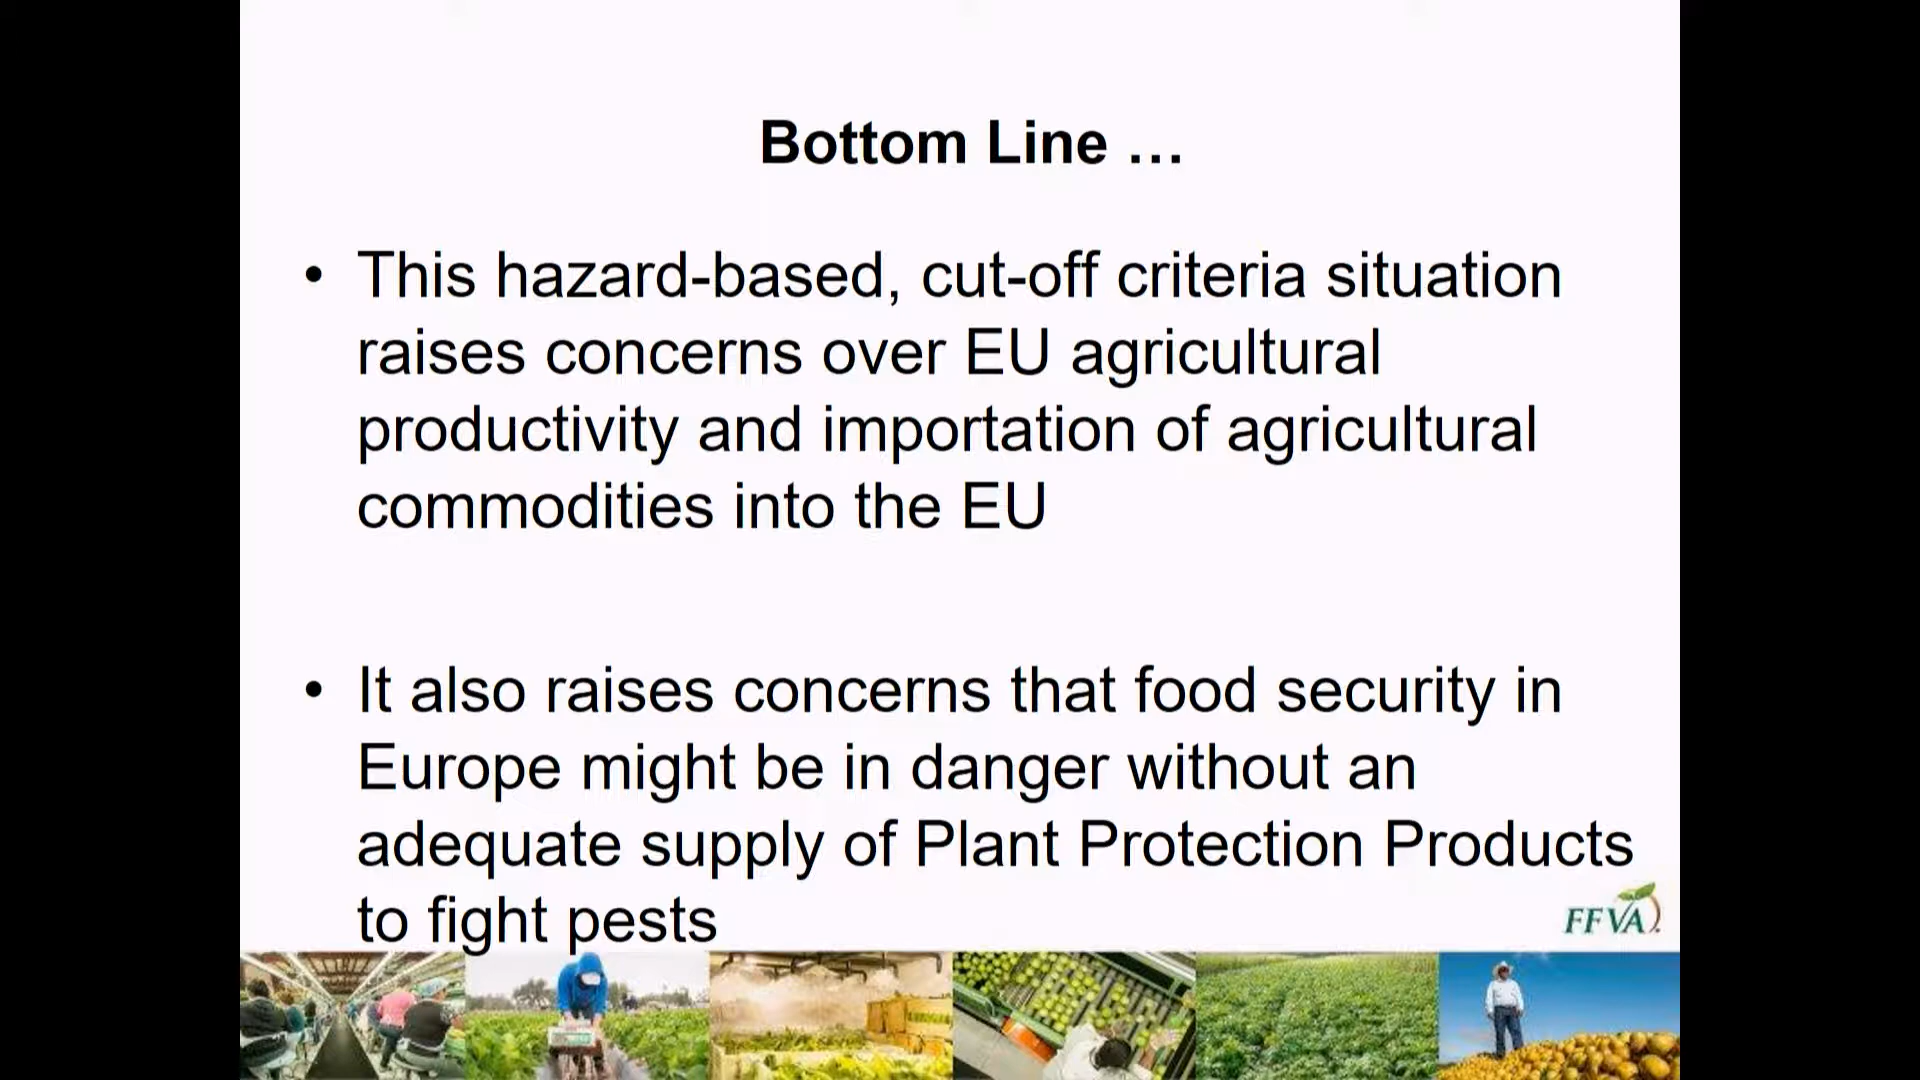 Bottom Line …
• This hazard-based, cut-off criteria situation
raises concerns over EU agricultural
productivity and importation of agricultural
commodities into the EU
• It also raises concerns that food security in
Europe might be in danger without an
adequate supply of Plant Protection Products
to fight pests
FFVA